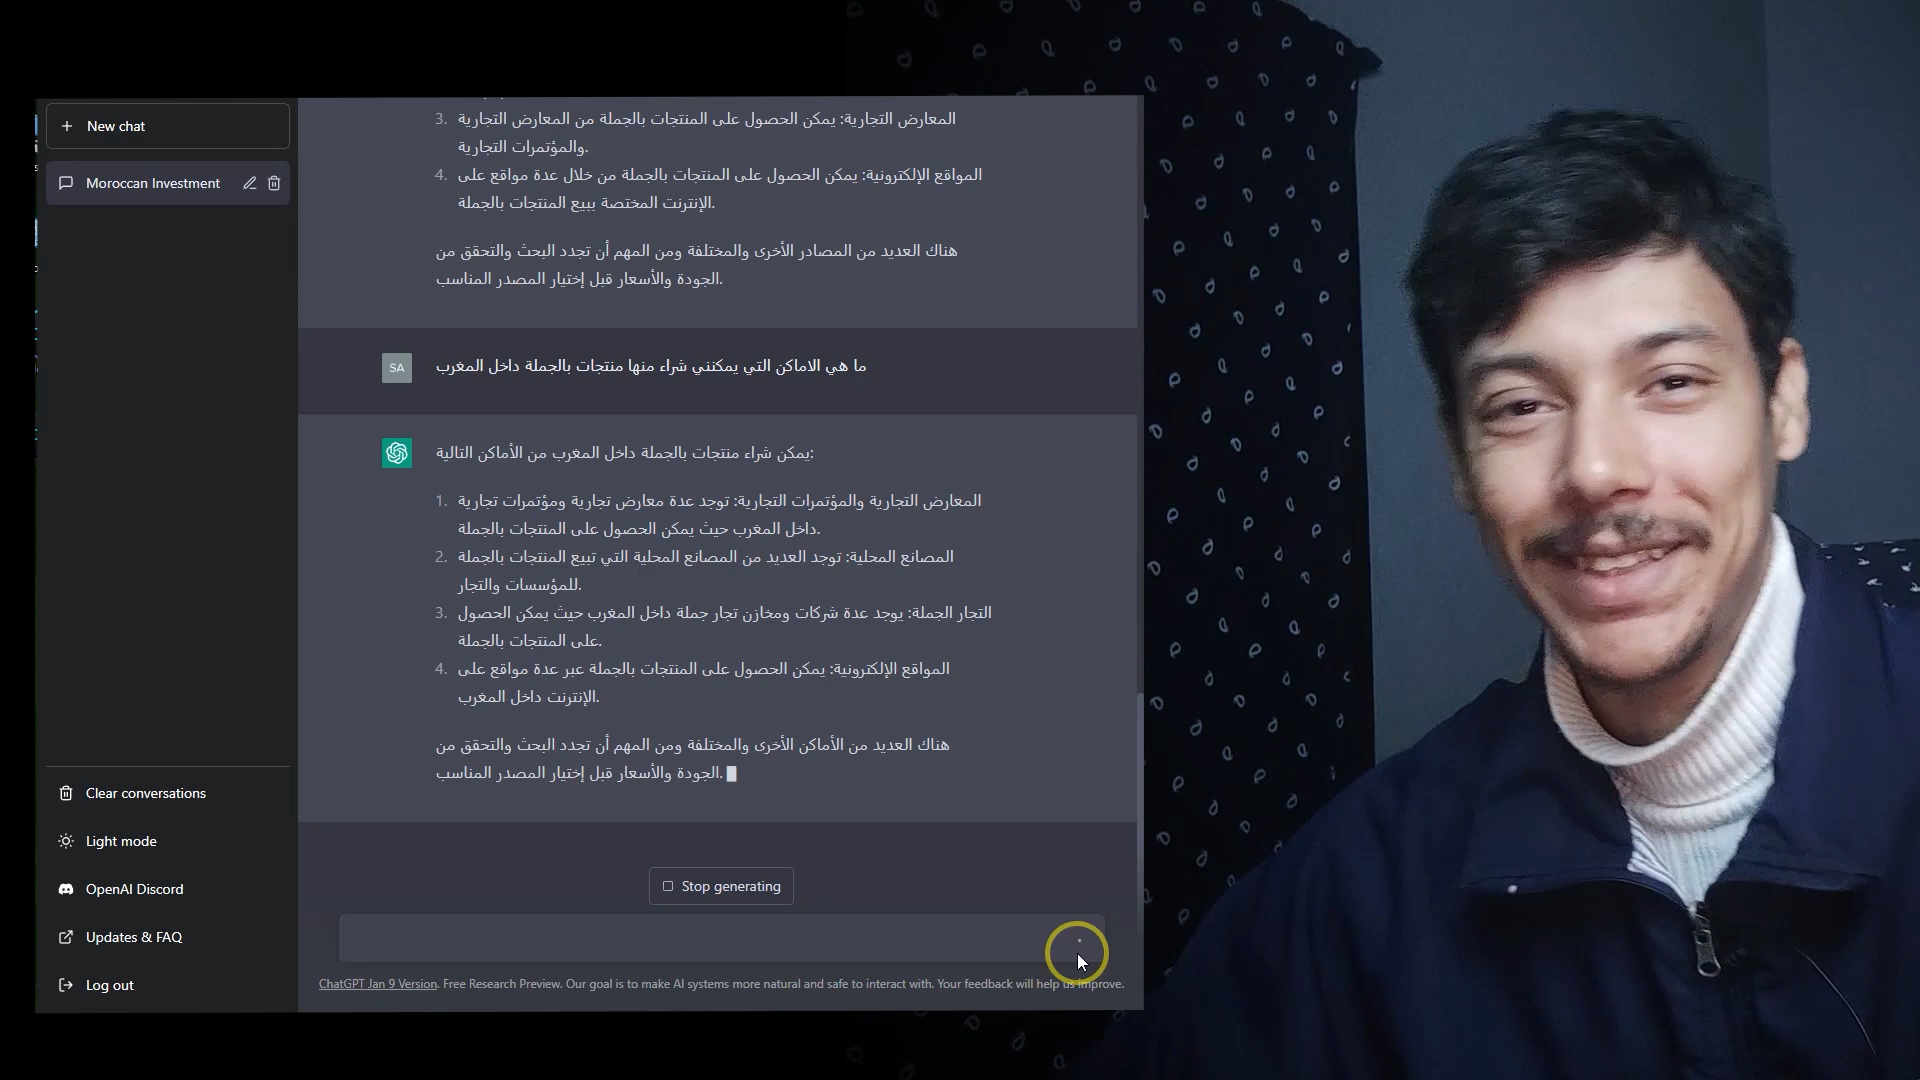 New chat
Moroccan Investment
Clear conversations
Light mode
OpenAI Discord
Updates & FAQ
Log out
3. المعارض التجارية: يمكن الحصول على المنتجات بالجملة من المعارض التجارية
والمؤتمرات التجارية.
4. المواقع الإلكترونية: يمكن الحصول على المنتجات بالجملة من خلال عدة مواقع على
الإنترنت المختصة ببيع المنتجات بالجملة.
هناك العديد من المصادر الأخرى والمختلفة ومن المهم أن تجدد البحث والتحقق من
الجودة والأسعار قبل إختيار المصدر المناسب.
SA
ما هي الاماكن التي يمكنني شراء منها منتجات بالجملة داخل المغرب
يمكن شراء منتجات بالجملة داخل المغرب من الأماكن التالية:
1. المعارض التجارية والمؤتمرات التجارية: توجد عدة معارض تجارية ومؤتمرات تجارية
داخل المغرب حيث يمكن الحصول على المنتجات بالجملة.
2. المصانع المحلية: توجد العديد من المصانع المحلية التي تبيع المنتجات بالجملة
للمؤسسات والتجار.
3. التجار الجملة: يوجد عدة شركات ومخازن تجار جملة داخل المغرب حيث يمكن الحصول
على المنتجات بالجملة.
4. المواقع الإلكترونية: يمكن الحصول على المنتجات بالجملة عبر عدة مواقع على
الإنترنت داخل المغرب.
هناك العديد من الأماكن الأخرى والمختلفة ومن المهم أن تجدد البحث والتحقق من
الجودة والأسعار قبل إختيار المصدر المناسب.
Stop generating
ChatGPT Jan 9 Version. Free Research Preview. Our goal is to make AI systems more natural and safe to interact with. Your feedback will help us improve.